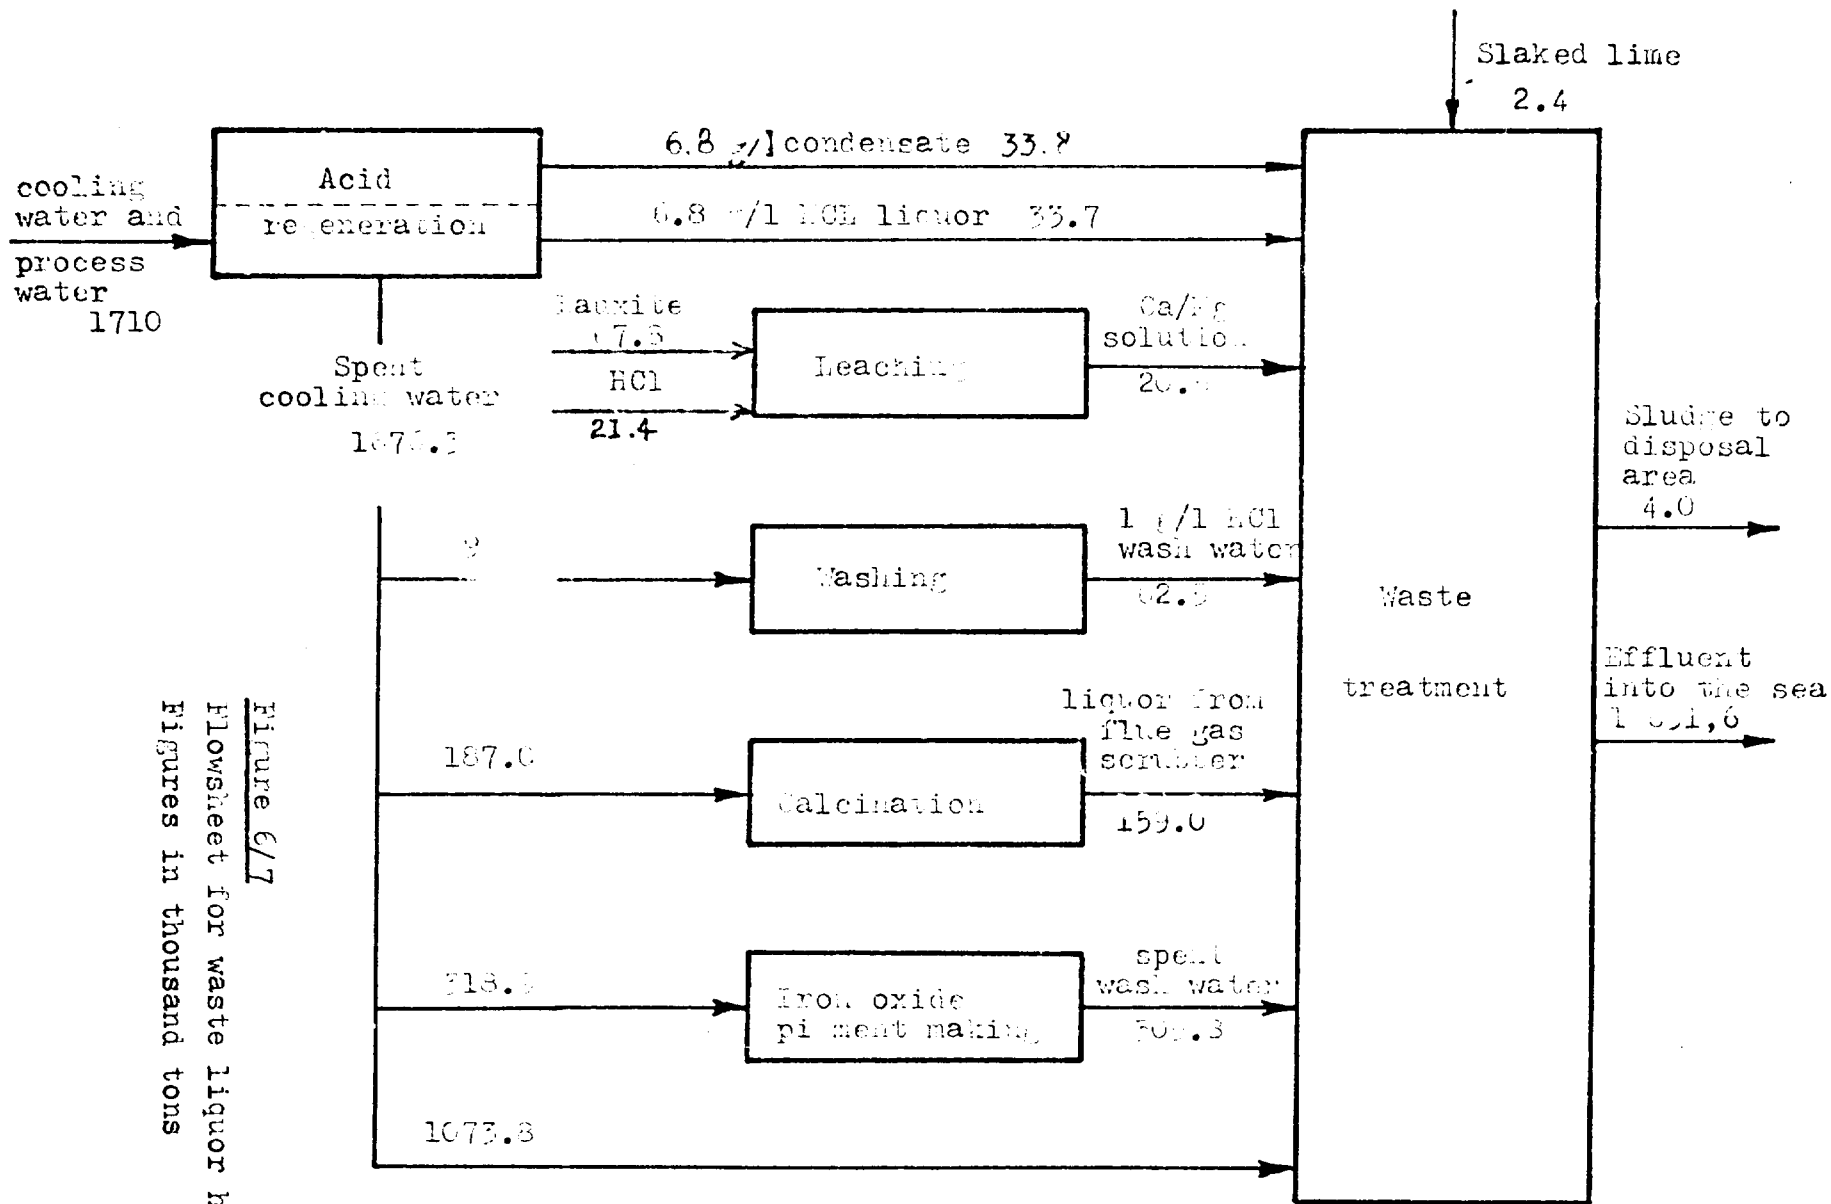 Slaked lime
2.4
6.8 g/l condensate 33.8
Acid
regeneration
6.8 g/l HCL liquor 33.7
cooling
water and
process
water
1710
Spent
cooling water
Bauxite
HCl
21.4
Leaching
Ca/Mg
solution
Sludge to
disposal
area
4.0
Washing
1 g/l HCl
wash water
Waste
treatment
Effluent
into the sea
187.0
Calcination
liquor from
flue gas
scrubber
159.0
Iron oxide
pigment making
spent
wash water
1073.8
Figure 6/7
Flowsheet for waste liquor h
Figures in thousand tons